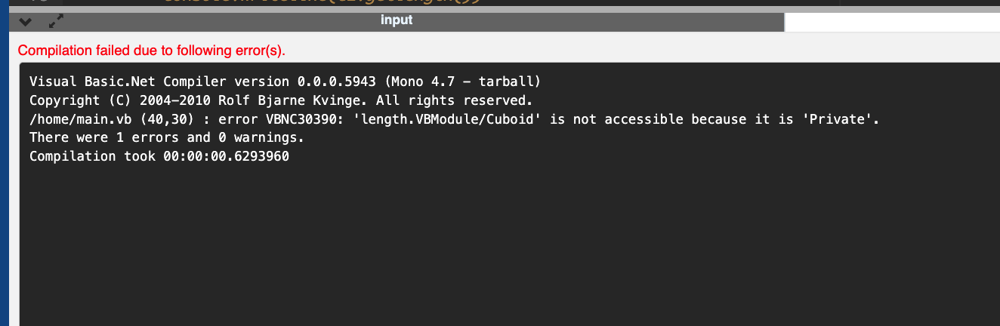 input
Compilation failed due to following error(s).
Visual Basic.Net Compiler version 0.0.0.5943 (Mono 4.7 - tarball)
Copyright (C) 2004-2010 Rolf Bjarne Kvinge. All rights reserved.
/home/main.vb (40,30) : error VBNC30390: 'length.VBModule/Cuboid' is not accessible because it is 'Private'.
There were 1 errors and 0 warnings.
Compilation took 00:00:00.6293960